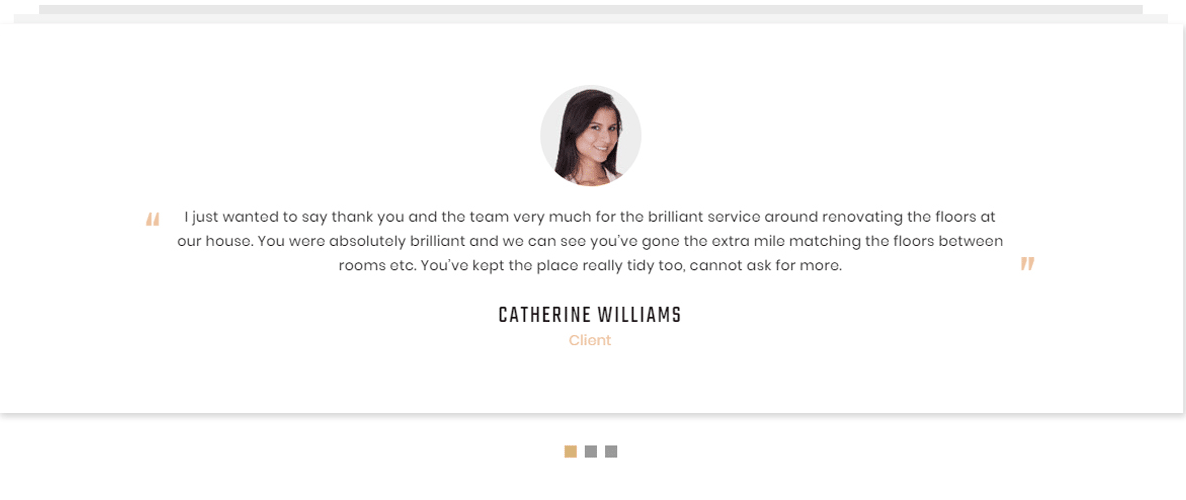 “ I just wanted to say thank you and the team very much for the brilliant service around renovating the floors at
our house. You were absolutely brilliant and we can see you’ve gone the extra mile matching the floors between
rooms etc. You’ve kept the place really tidy too, cannot ask for more. ”
CATHERINE WILLIAMS
Client